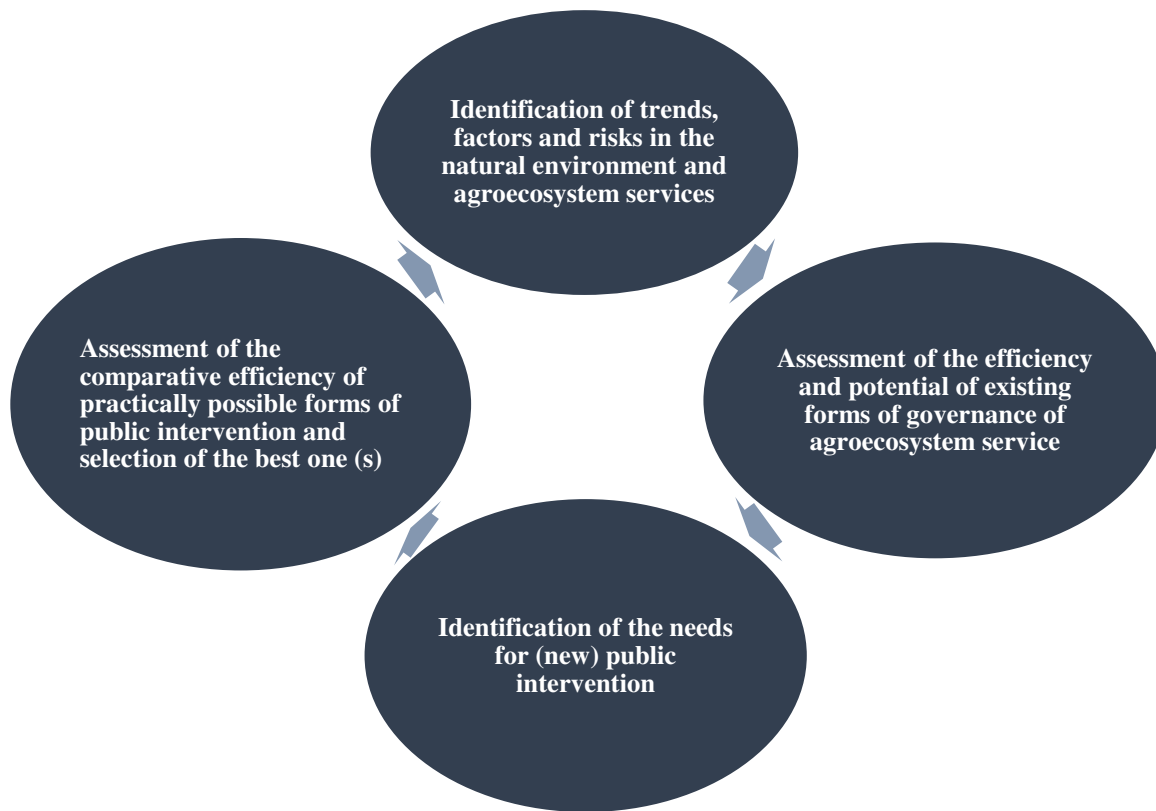 Identification of trends,
factors and risks in the
natural environment and
agroecosystem services
Assessment of the
comparative efficiency of
practically possible forms of
public intervention and
selection of the best one (s)
Assessment of the efficiency
and potential of existing
forms of governance of
agroecosystem service
Identification of the needs
for (new) public
intervention